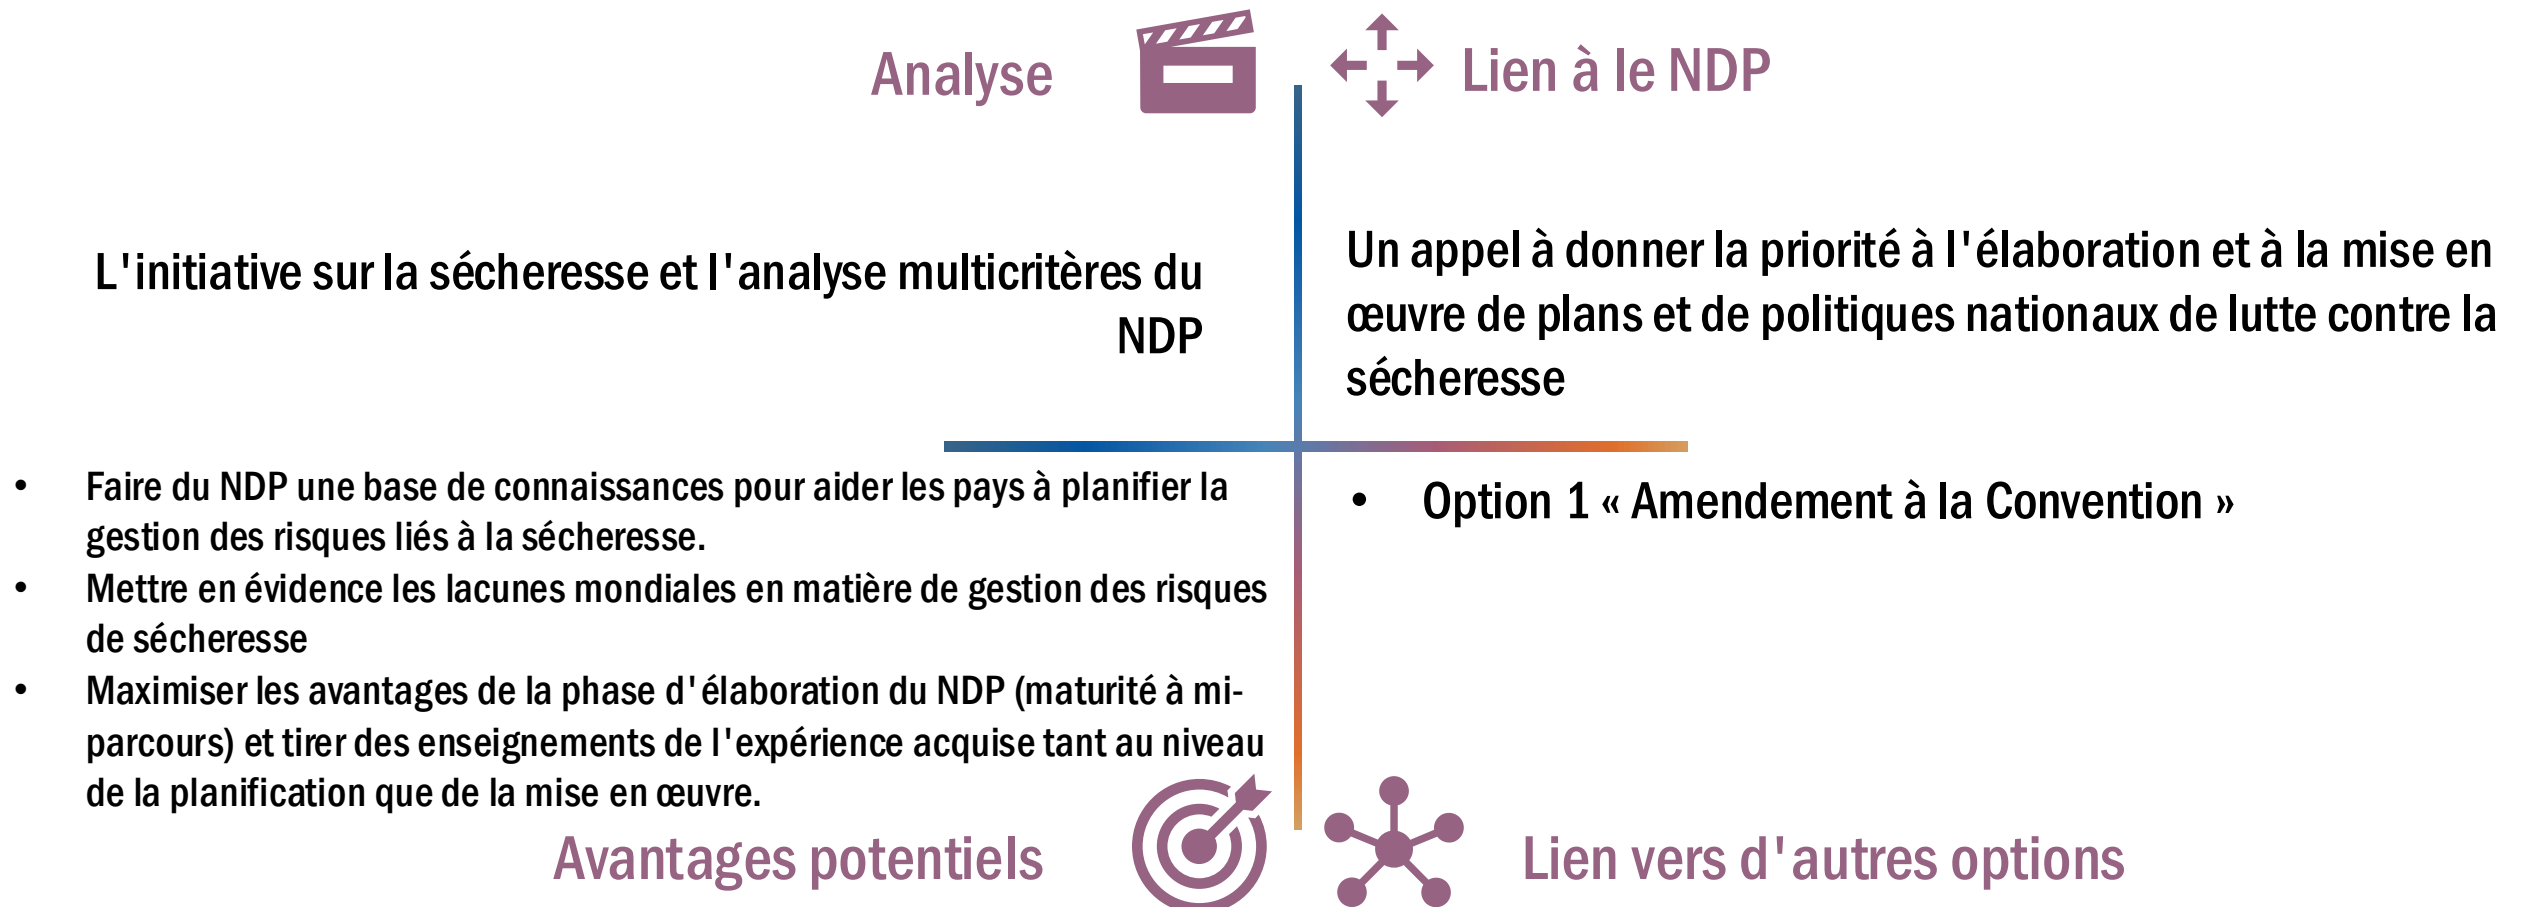 Analyse
L'initiative sur la sécheresse et l'analyse multicritères du
NDP
Lien à le NDP
Un appel à donner la priorité à l'élaboration et à la mise en
œuvre de plans et de politiques nationaux de lutte contre la
sécheresse
• Faire du NDP une base de connaissances pour aider les pays à planifier la
gestion des risques liés à la sécheresse.
• Mettre en évidence les lacunes mondiales en matière de gestion des risques
de sécheresse
• Maximiser les avantages de la phase d'élaboration du NDP (maturité à mi-
parcours) et tirer des enseignements de l'expérience acquise tant au niveau
de la planification que de la mise en œuvre.
Avantages potentiels
• Option 1 « Amendement à la Convention »
Lien vers d'autres options